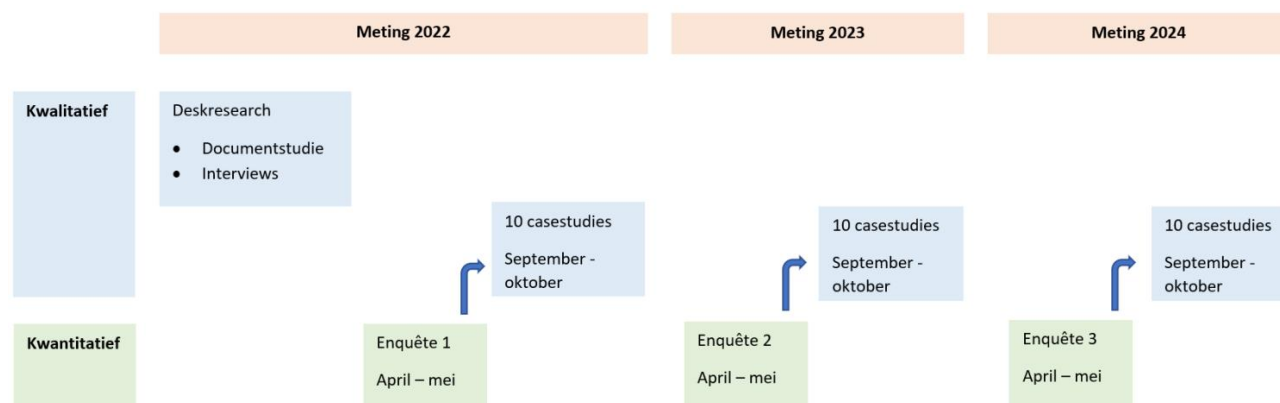 Meting 2022
Meting 2023
Meting 2024
Kwalitatief
Deskresearch
• Documentstudie
• Interviews
10 casestudies
September -
oktober
10 casestudies
September -
oktober
10 casestudies
September -
oktober
Kwantitatief
Enquête 1
April – mei
Enquête 2
April – mei
Enquête 3
April – mei